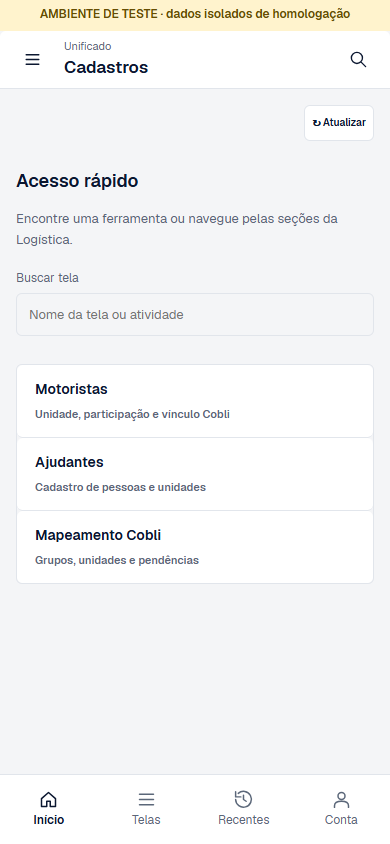 AMBIENTE DE TESTE · dados isolados de homologação
Unificado
Cadastros
↻ Atualizar
Acesso rápido
Encontre uma ferramenta ou navegue pelas seções da
Logística.
Buscar tela
Nome da tela ou atividade
Motoristas
Unidade, participação e vínculo Cobli
Ajudantes
Cadastro de pessoas e unidades
Mapeamento Cobli
Grupos, unidades e pendências
Início
Telas
Recentes
Conta